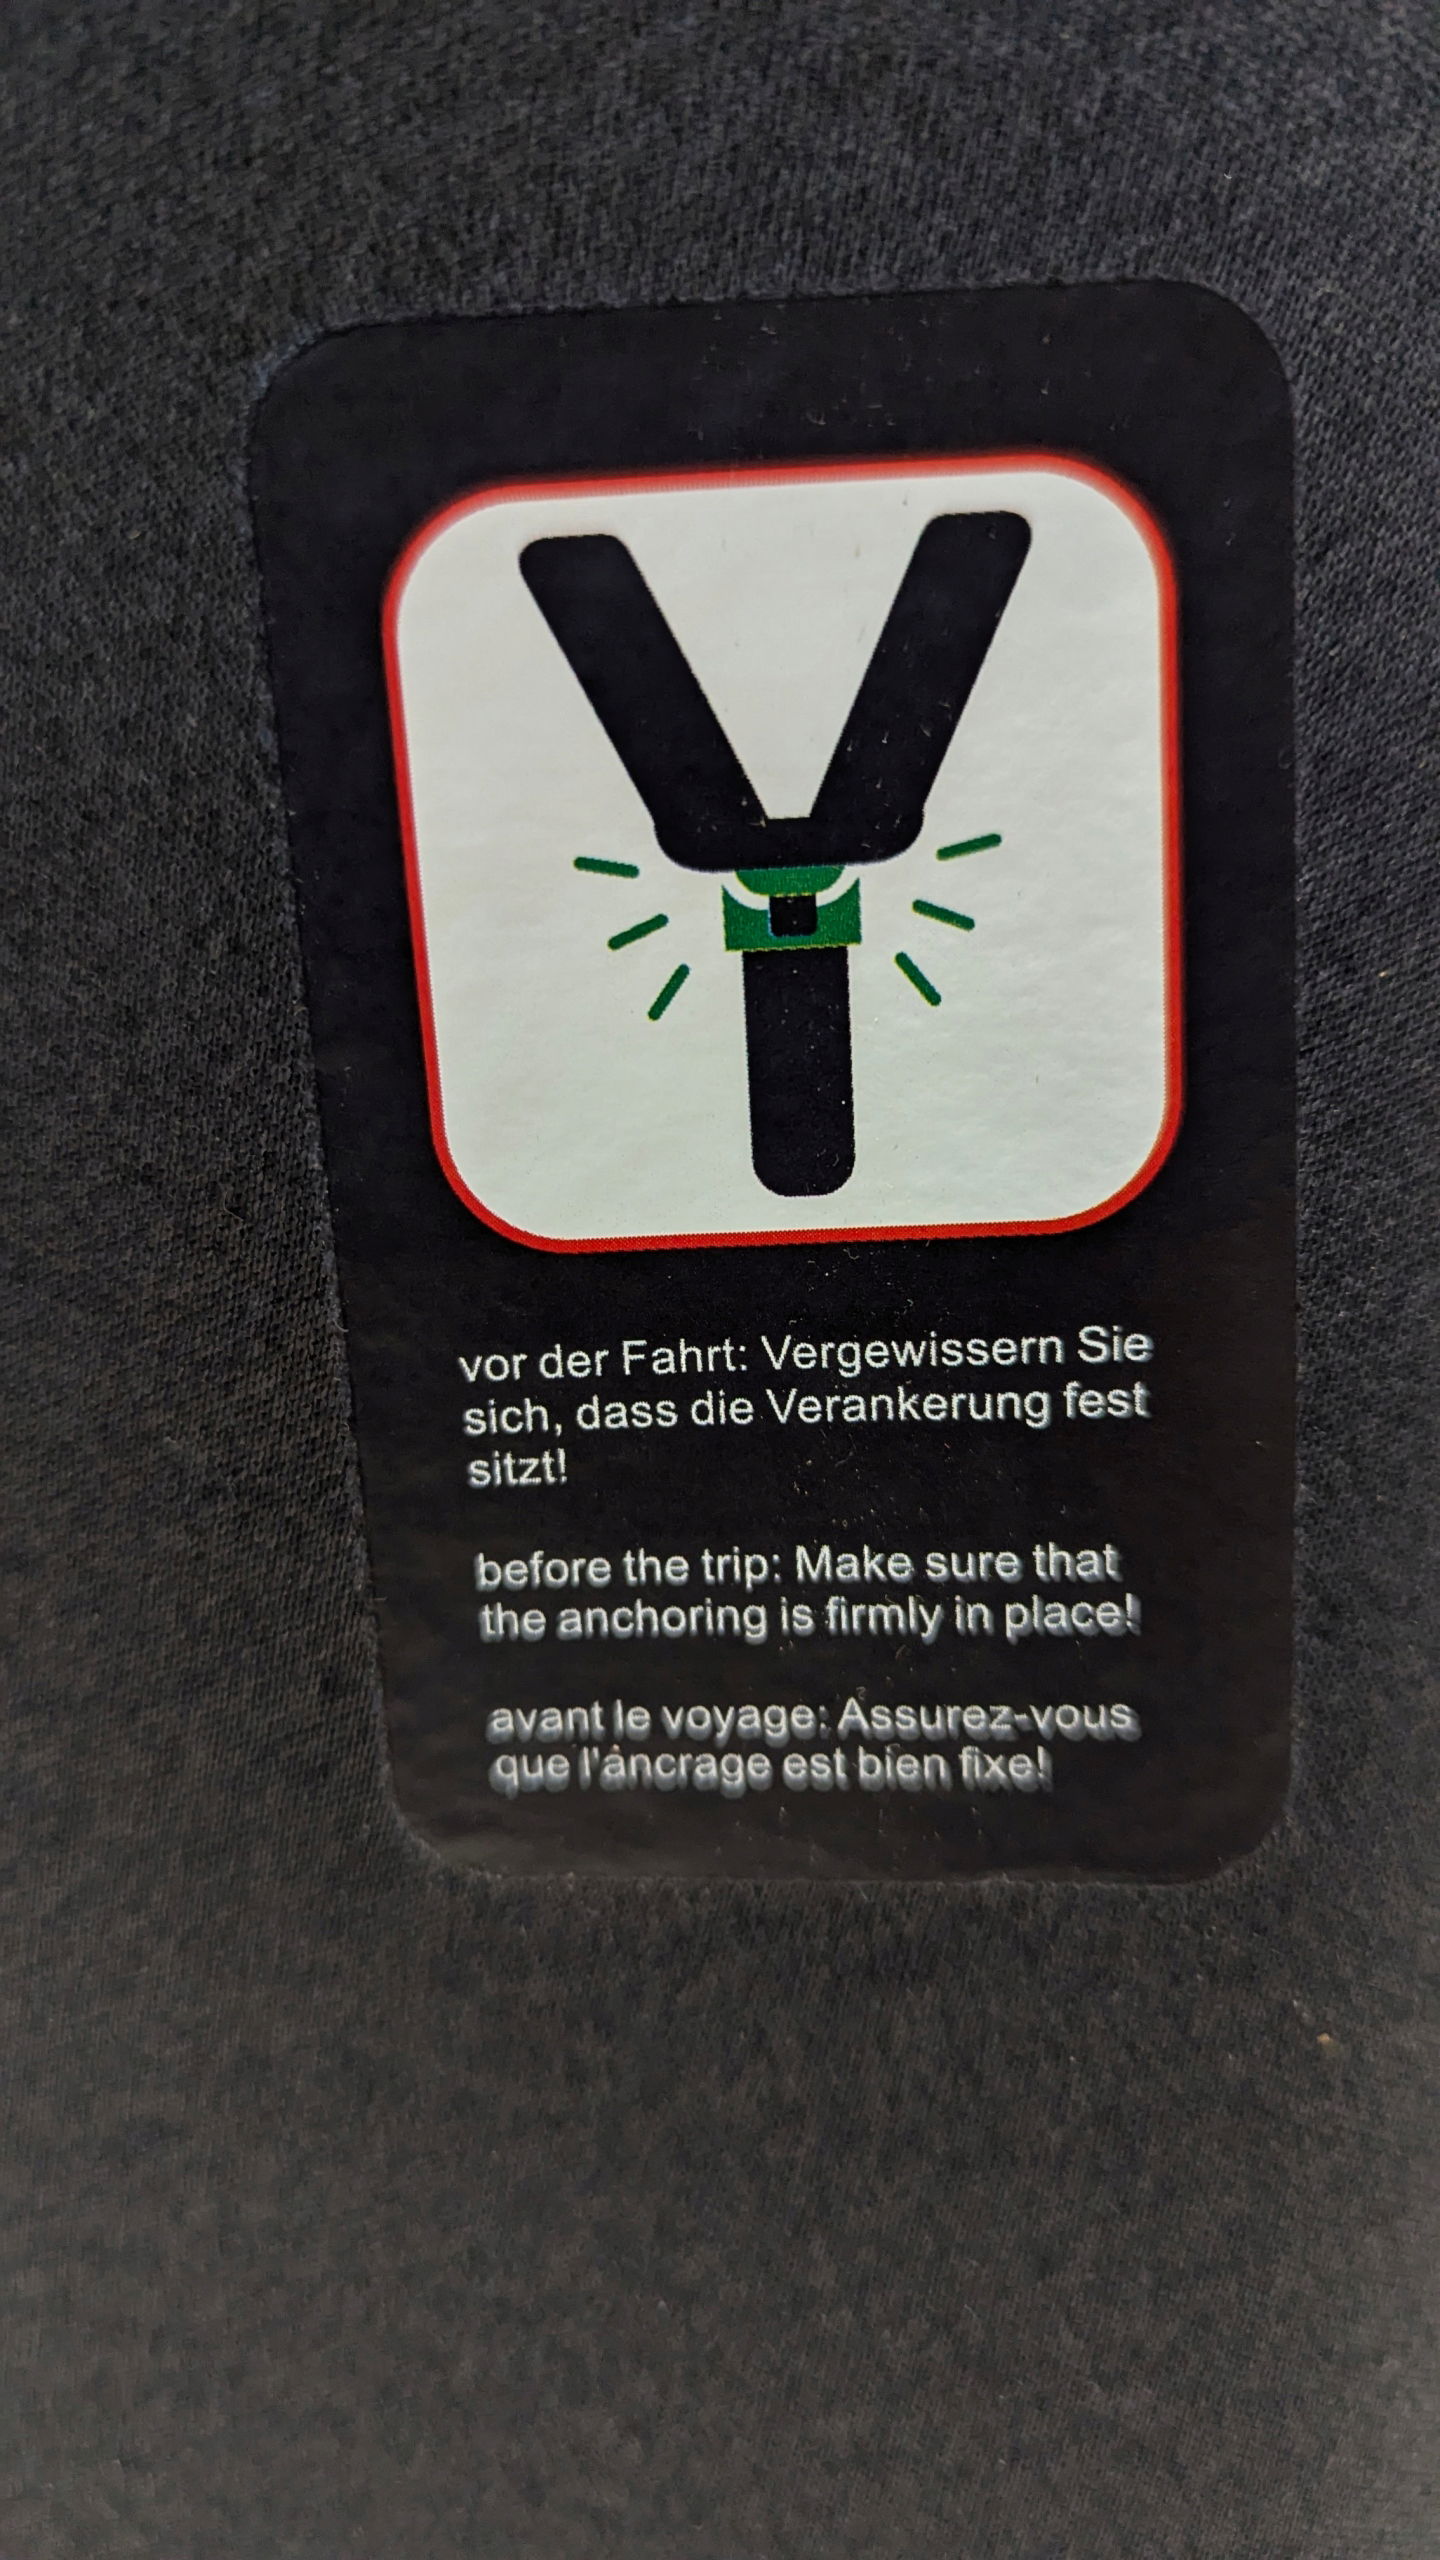 vor der Fahrt: Vergewissern Sie
sich, dass die Verankerung fest
sitzt!
before the trip: Make sure that
the anchoring is firmly in place!
avant le voyage: Assurez-vous
que l'ancrage est bien fixe!